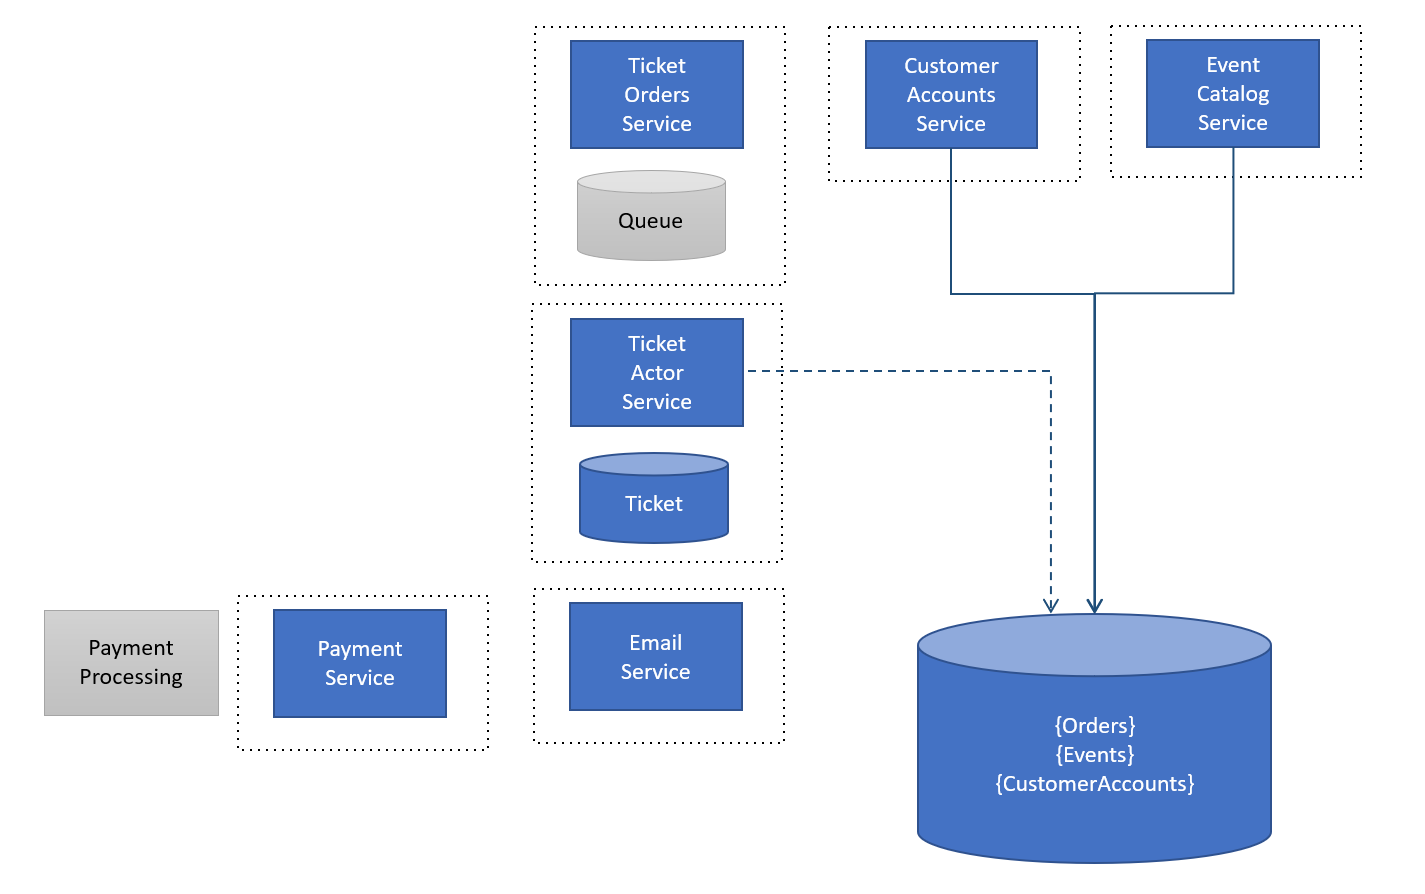 Ticket
Orders
Service
Customer
Accounts
Service
Event
Catalog
Service
Queue
Ticket
Actor
Service
Ticket
Payment
Processing
Payment
Service
Email
Service
{Orders}
{Events}
{CustomerAccounts}